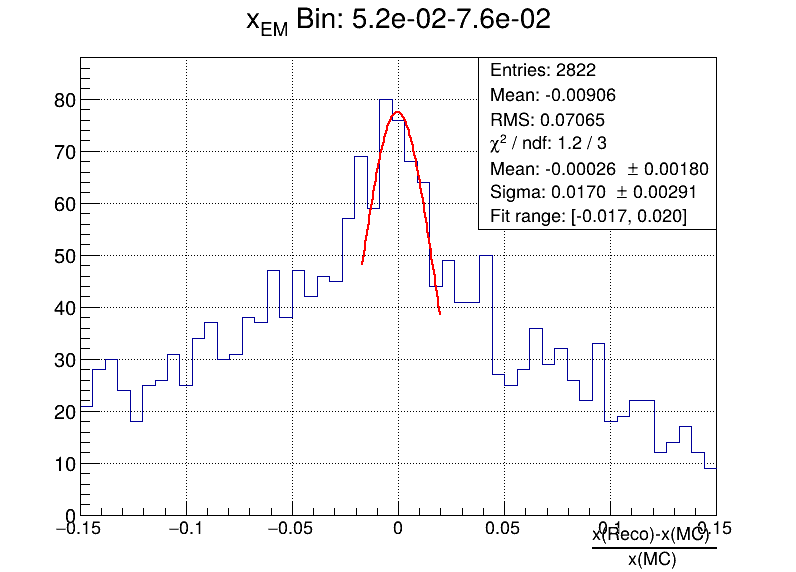 x_EM Bin: 5.2e-02-7.6e-02
Entries: 2822
Mean: -0.00906
RMS: 0.07065
χ² / ndf: 1.2 / 3
Mean: -0.00026 ± 0.00180
Sigma: 0.0170 ± 0.00291
Fit range: [-0.017, 0.020]
80
70
60
50
40
30
20
10
0
−0.15 −0.1 −0.05 0 0.05 0.1 0.15
x(Reco)-x(MC)
x(MC)